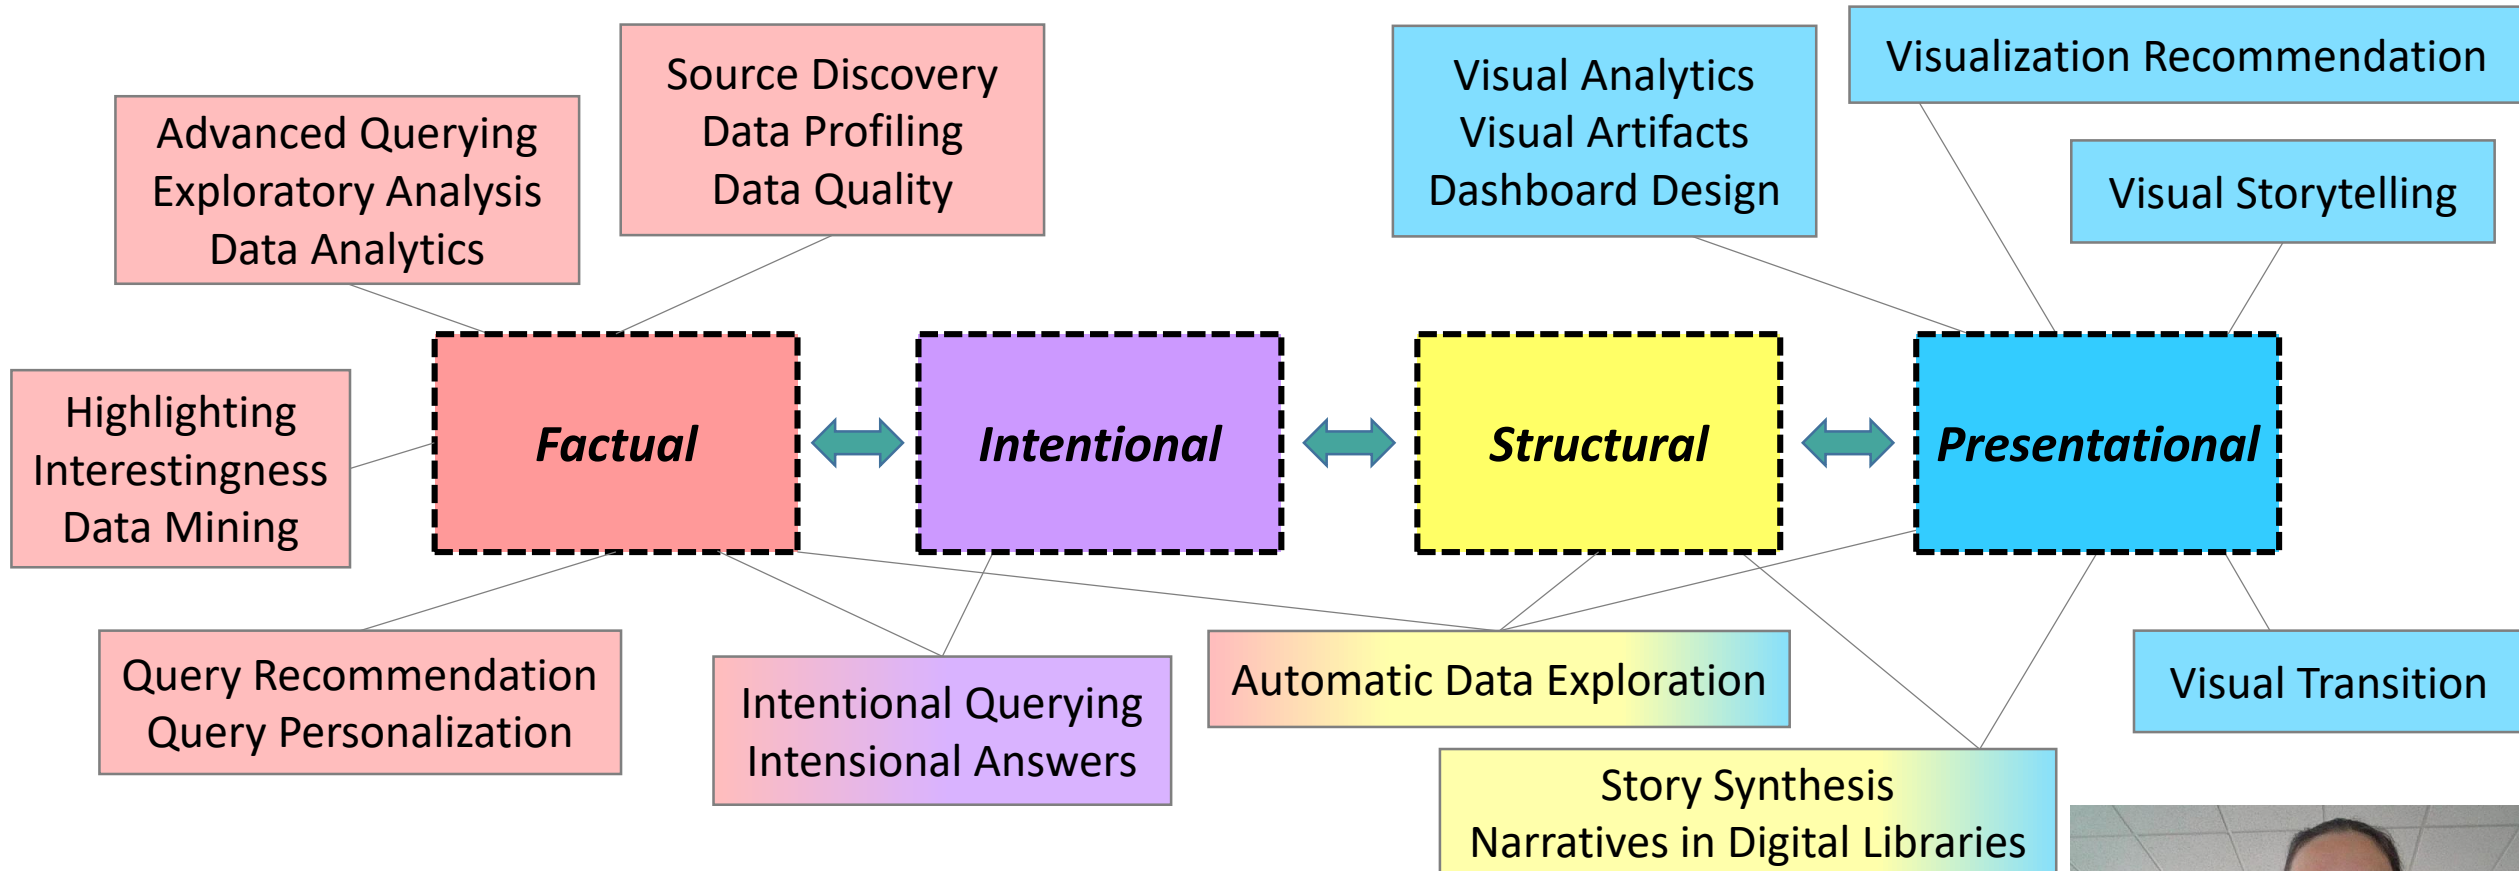 Source Discovery
Data Profiling
Data Quality
Advanced Querying
Exploratory Analysis
Data Analytics
Visual Analytics
Visual Artifacts
Dashboard Design
Visualization Recommendation
Visual Storytelling
Highlighting
Interestingness
Data Mining
Factual
Intentional
Structural
Presentational
Query Recommendation
Query Personalization
Intentional Querying
Intensional Answers
Automatic Data Exploration
Visual Transition
Story Synthesis
Narratives in Digital Libraries